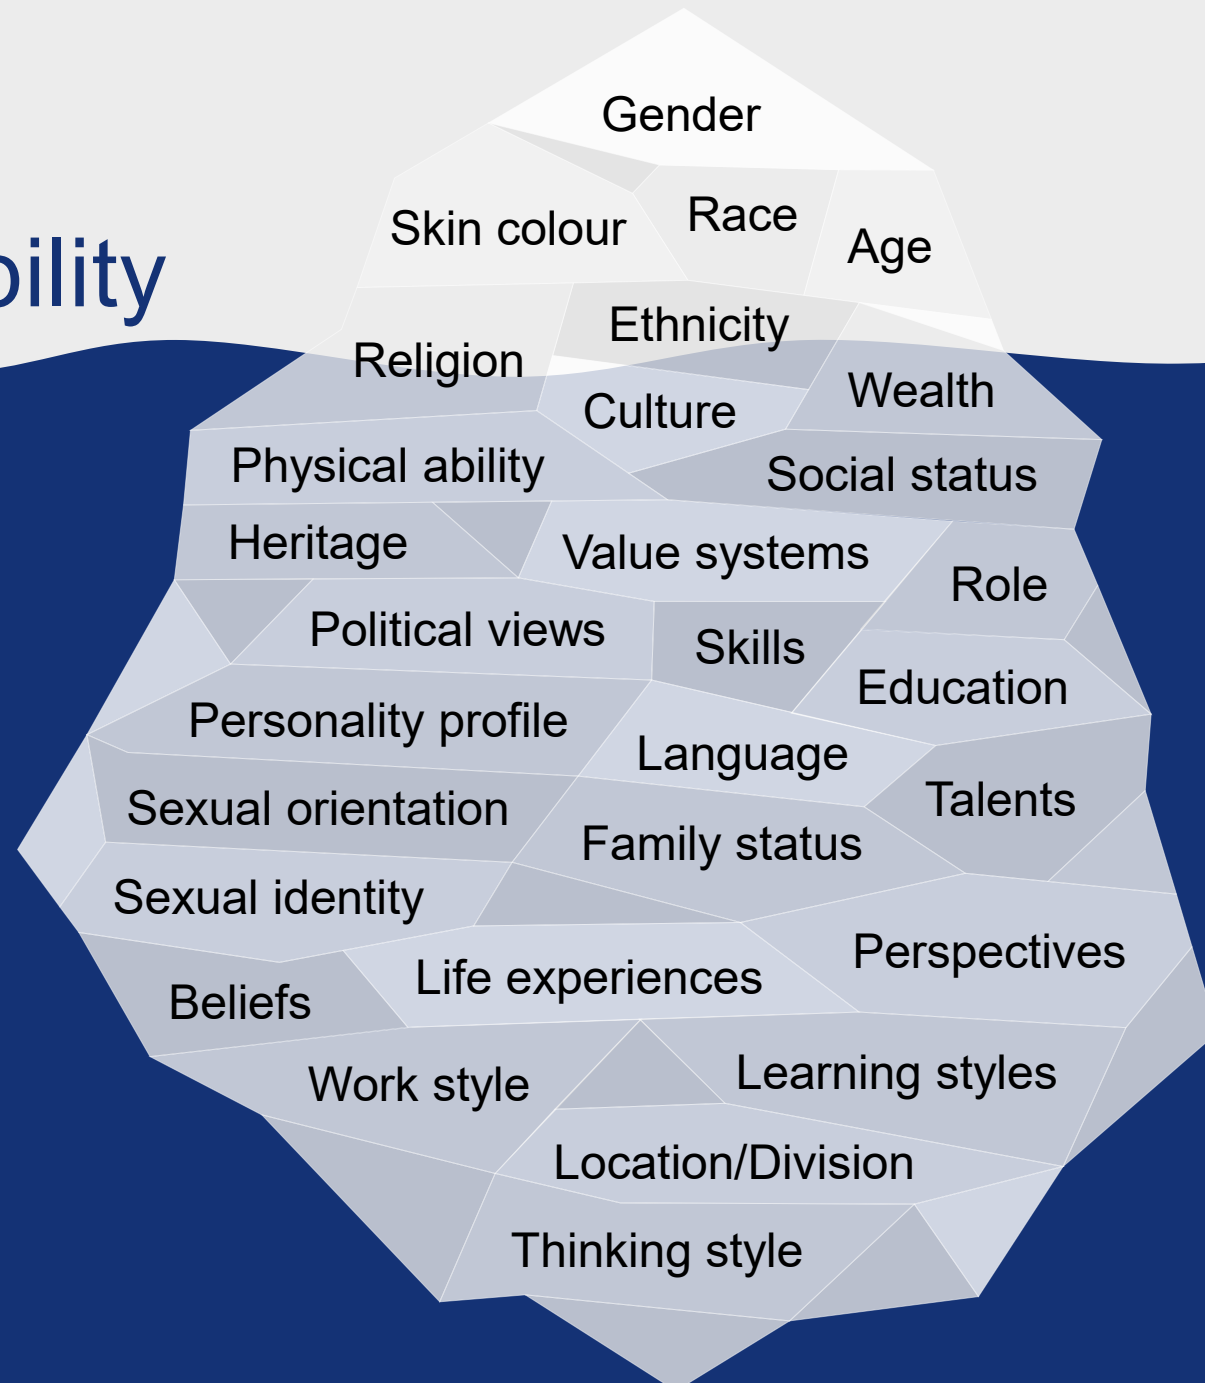 Gender
Skin colour
Race
Age
bility
Ethnicity
Religion
Wealth
Culture
Physical ability
Social status
Heritage
Value systems
Role
Political views
Skills
Education
Personality profile
Language
Talents
Sexual orientation
Family status
Sexual identity
Perspectives
Life experiences
Beliefs
Learning styles
Work style
Location/Division
Thinking style